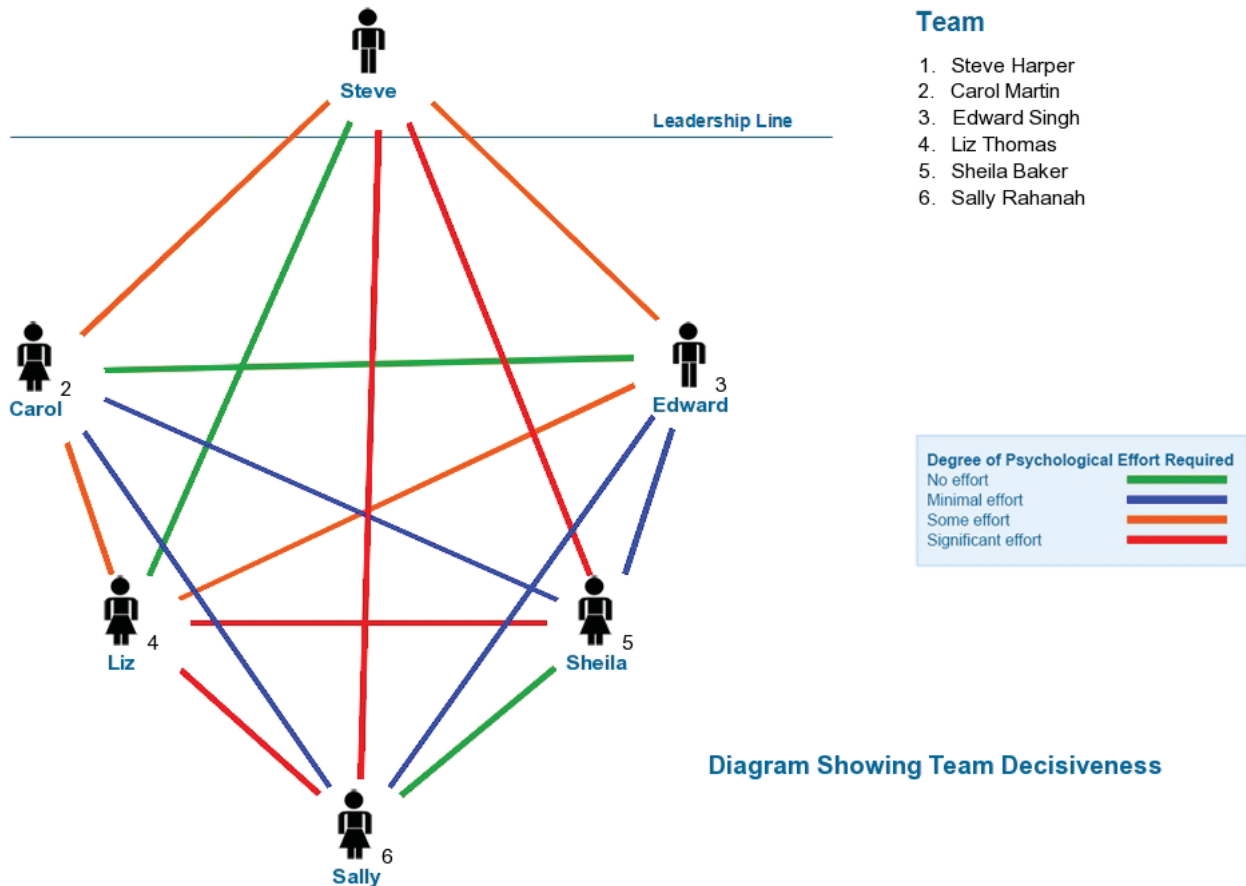 Steve
Leadership Line
Team
1. Steve Harper
2. Carol Martin
3. Edward Singh
4. Liz Thomas
5. Sheila Baker
6. Sally Rahanah
2
Carol
3
Edward
Degree of Psychological Effort Required
No effort
Minimal effort
Some effort
Significant effort
4
Liz
5
Sheila
Diagram Showing Team Decisiveness
6
Sally